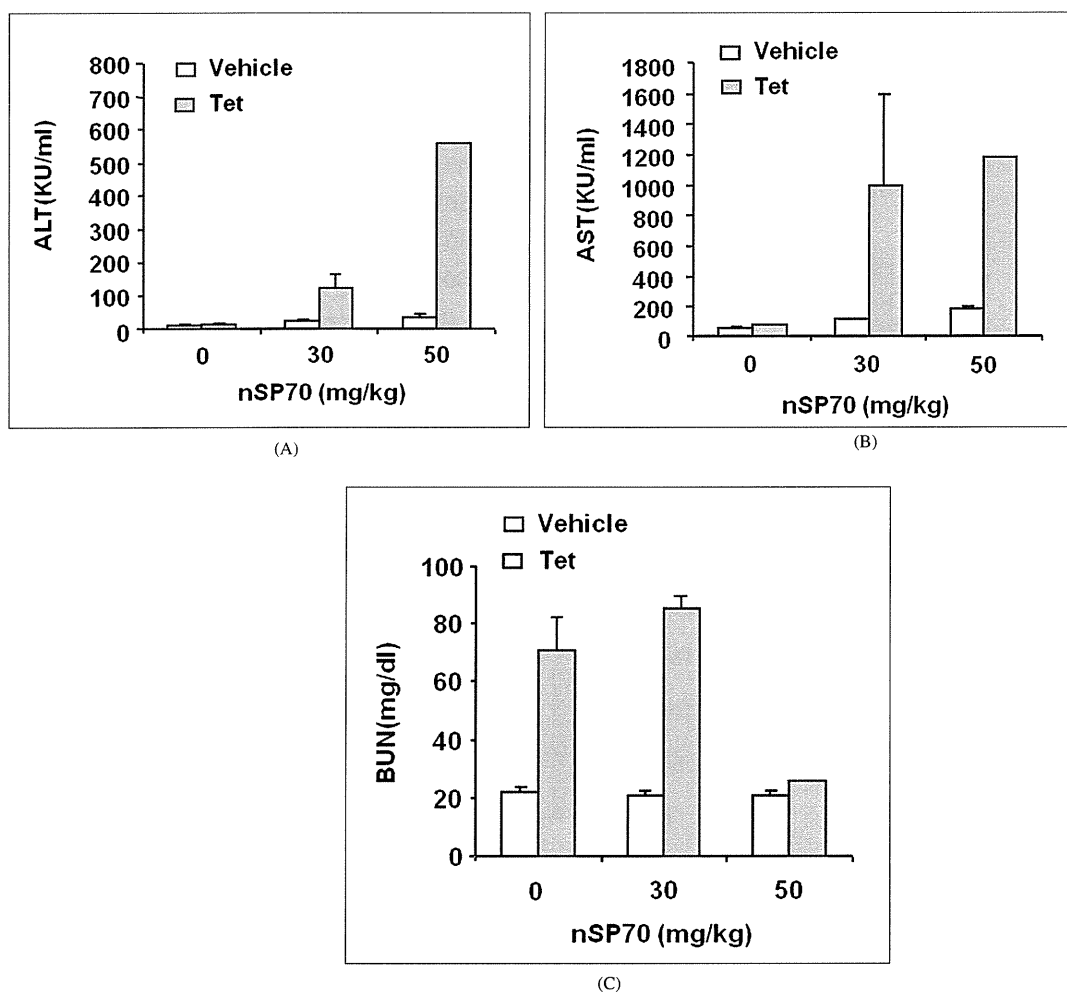 800
700
600
500
400
300
200
100
0
ALT(KU/ml)
Vehicle
Tet
0 30 50
nSP70 (mg/kg)
(A)
1800
1600
1400
1200
1000
800
600
400
200
0
AST(KU/ml)
Vehicle
Tet
0 30 50
nSP70 (mg/kg)
(B)
Vehicle
Tet
100
80
60
40
20
0
BUN(mg/dl)
0 30 50
nSP70 (mg/kg)
(C)